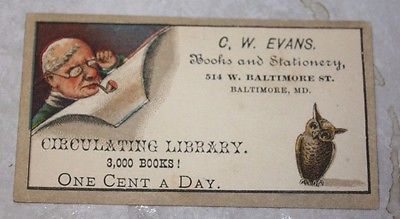 C. W. EVANS.
Books and Stationery,
514 W. BALTIMORE ST.
BALTIMORE, MD.
CIRCULATING LIBRARY.
3,000 BOOKS!
ONE CENT A DAY.